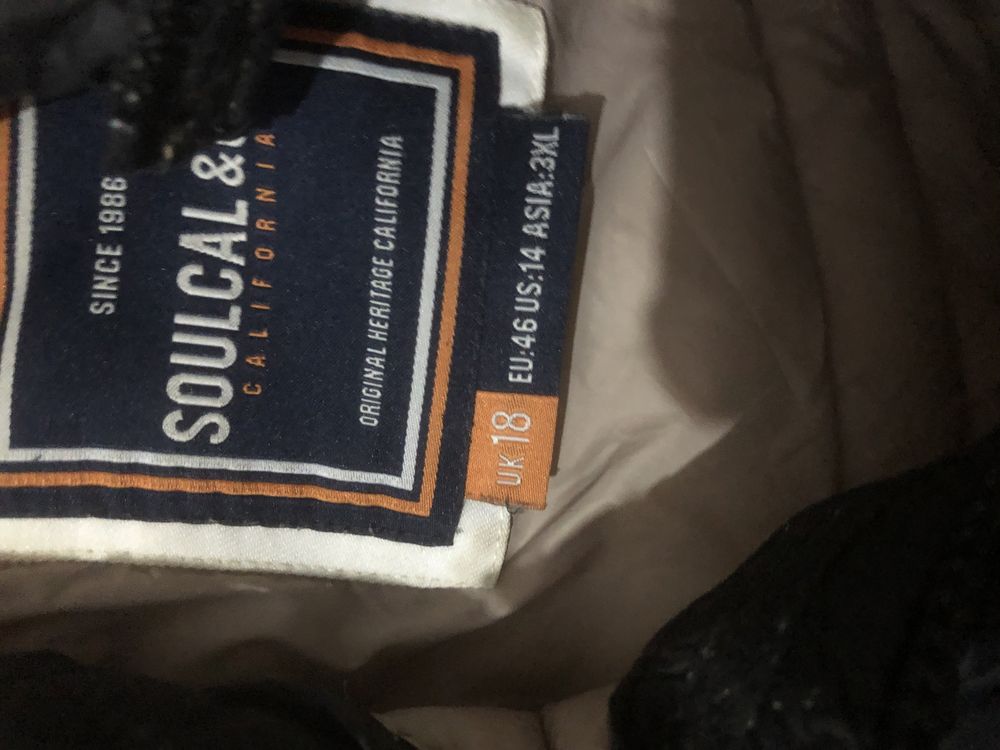 SINCE 1986
SOULCAL &
CALIFORNIA
ORIGINAL HERITAGE CALIFORNIA
UK 18 EU:46 US:14 ASIA:3XL